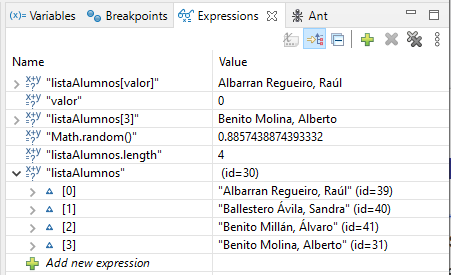 Variables Breakpoints Expressions Ant
Name Value
"listaAlumnos[valor]" Albarran Regueiro, Raúl
"valor" 0
"listaAlumnos[3]" Benito Molina, Alberto
"Math.random()" 0.8857438874393332
"listaAlumnos.length" 4
"listaAlumnos" (id=30)
[0] "Albarran Regueiro, Raúl" (id=39)
[1] "Ballestero Ávila, Sandra" (id=40)
[2] "Benito Millán, Álvaro" (id=41)
[3] "Benito Molina, Alberto" (id=31)
Add new expression